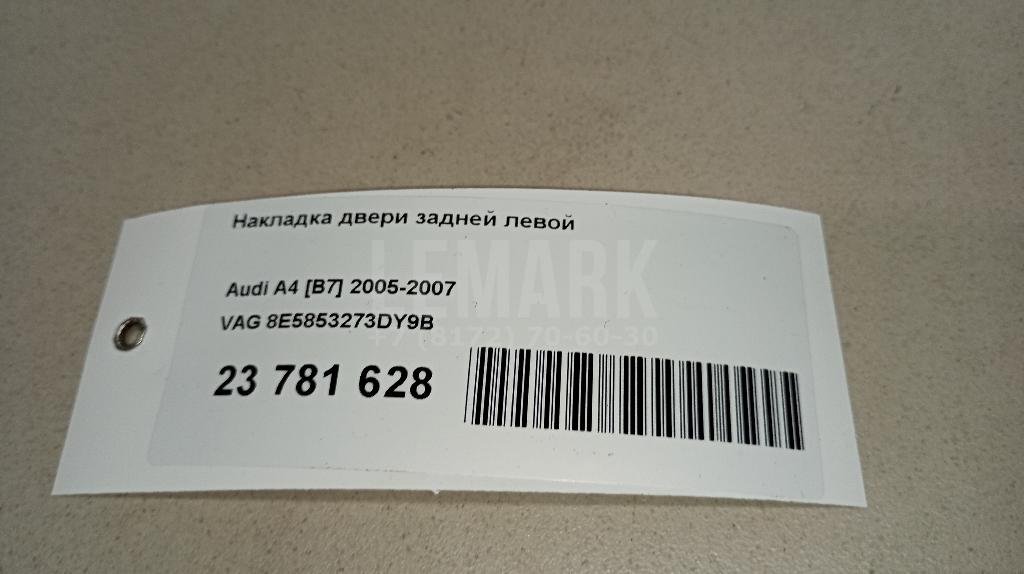 Накладка двери задней левой
LEMARK
Audi A4 [B7] 2005-2007
VAG 8E5853273DY9B
+7 (8172) 70-60-30
23 781 628